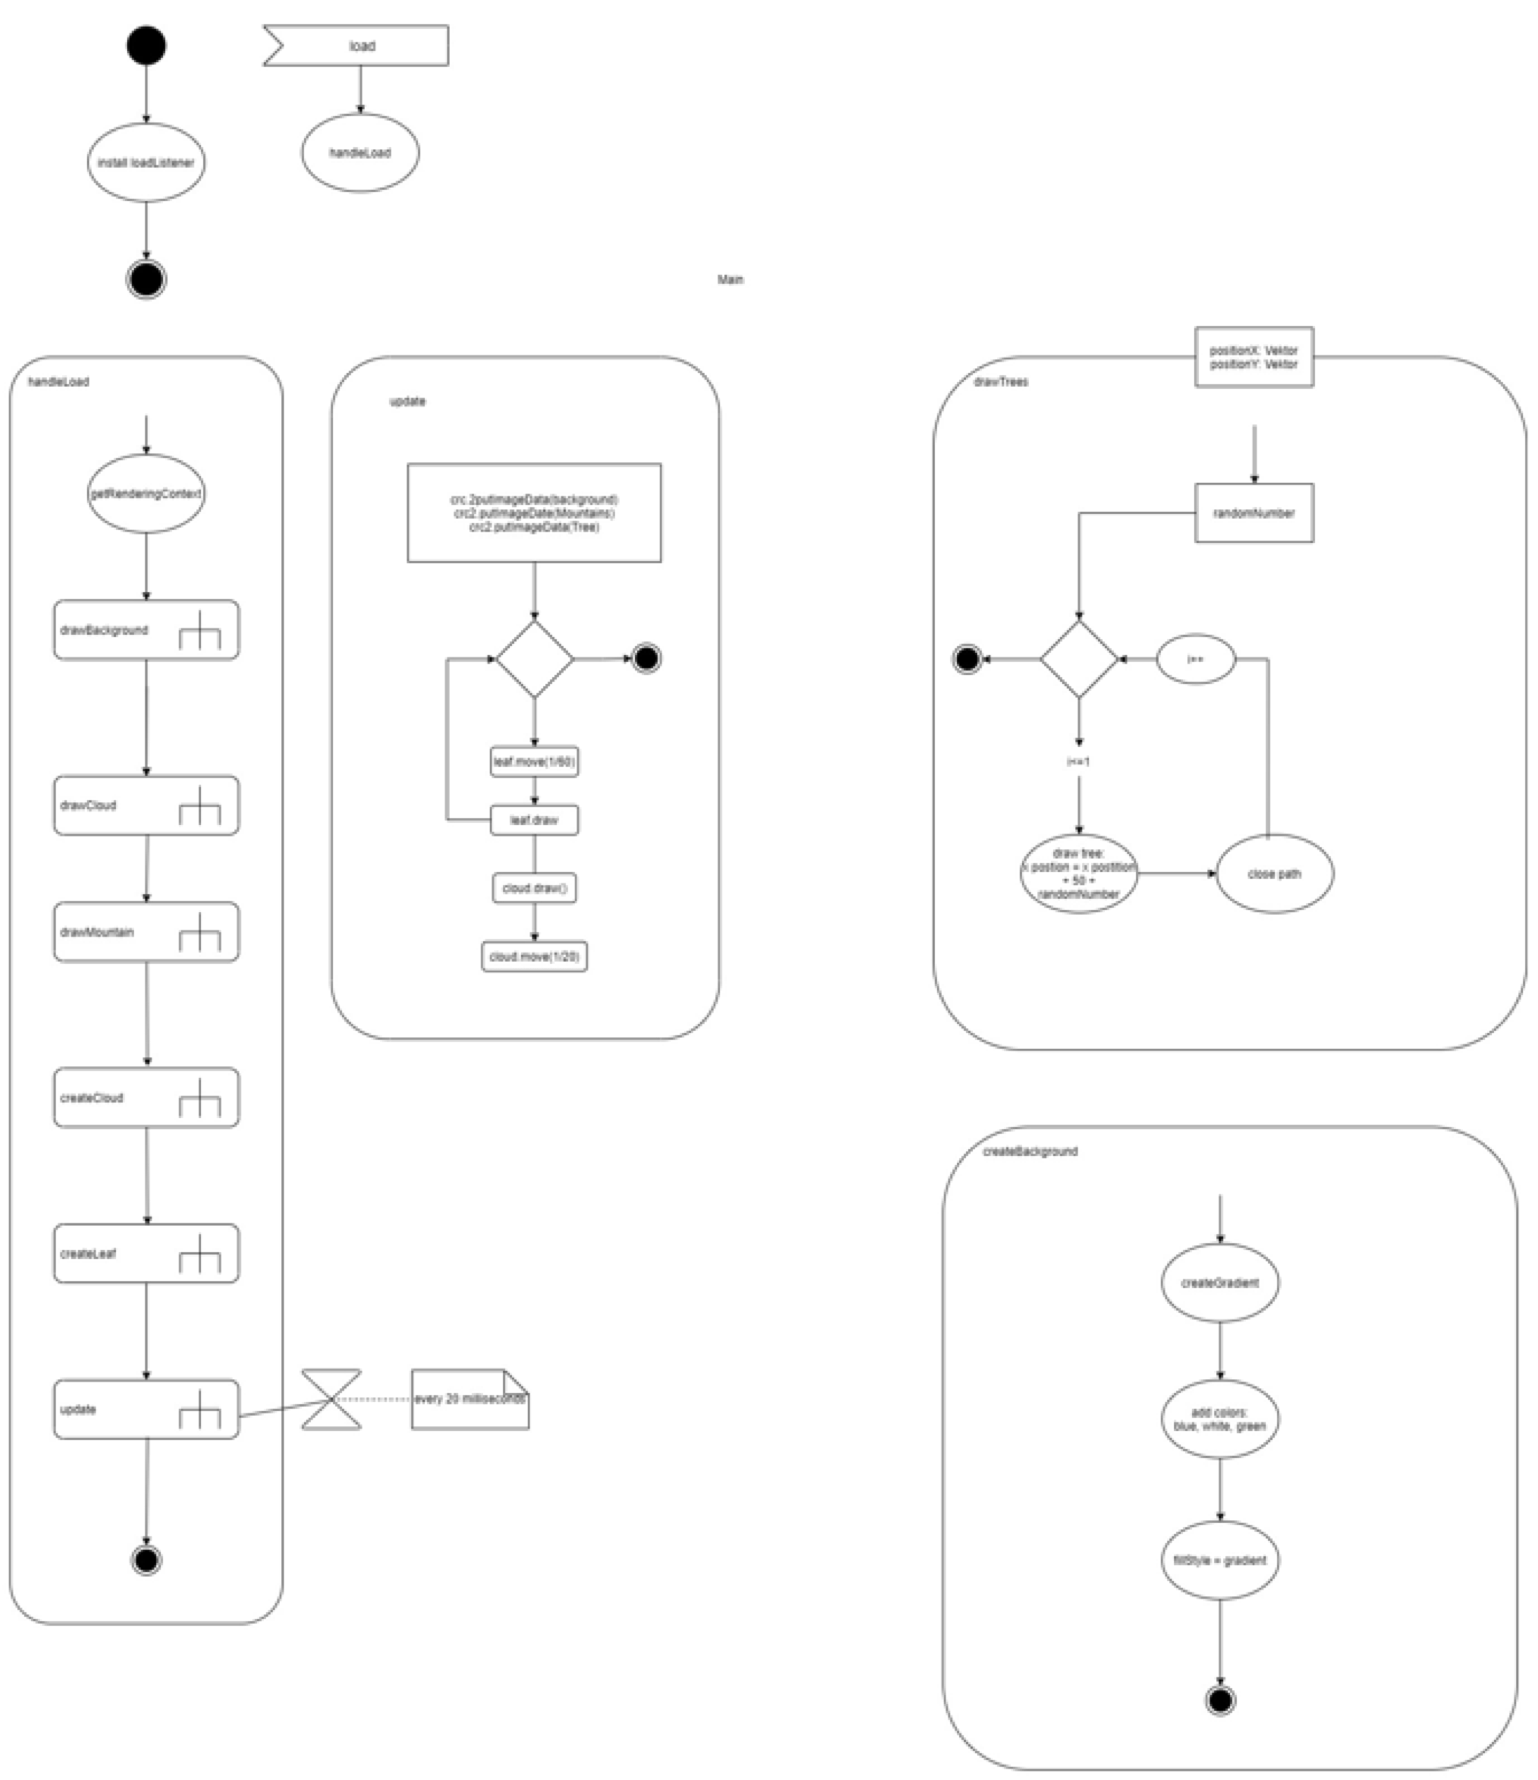 load
install loadListener
handleLoad
Main
handleLoad
getRenderingContext
drawBackground
drawCloud
drawMountain
createCloud
createLeaf
update
every 20 milliseconds
update
crc.2putImageData(background)
crc2.putImageDate(Mountains)
crc2.putImageData(Tree)
leaf.move(1/60)
leaf.draw
cloud.draw()
cloud.move(1/20)
drawTrees
positionX: Vektor
positionY: Vektor
randomNumber
i<=1
draw tree:
x postion = x postition
50
randomNumber
close path
createBackground
createGradient
add colors:
blue, white, green
fillStyle = gradient